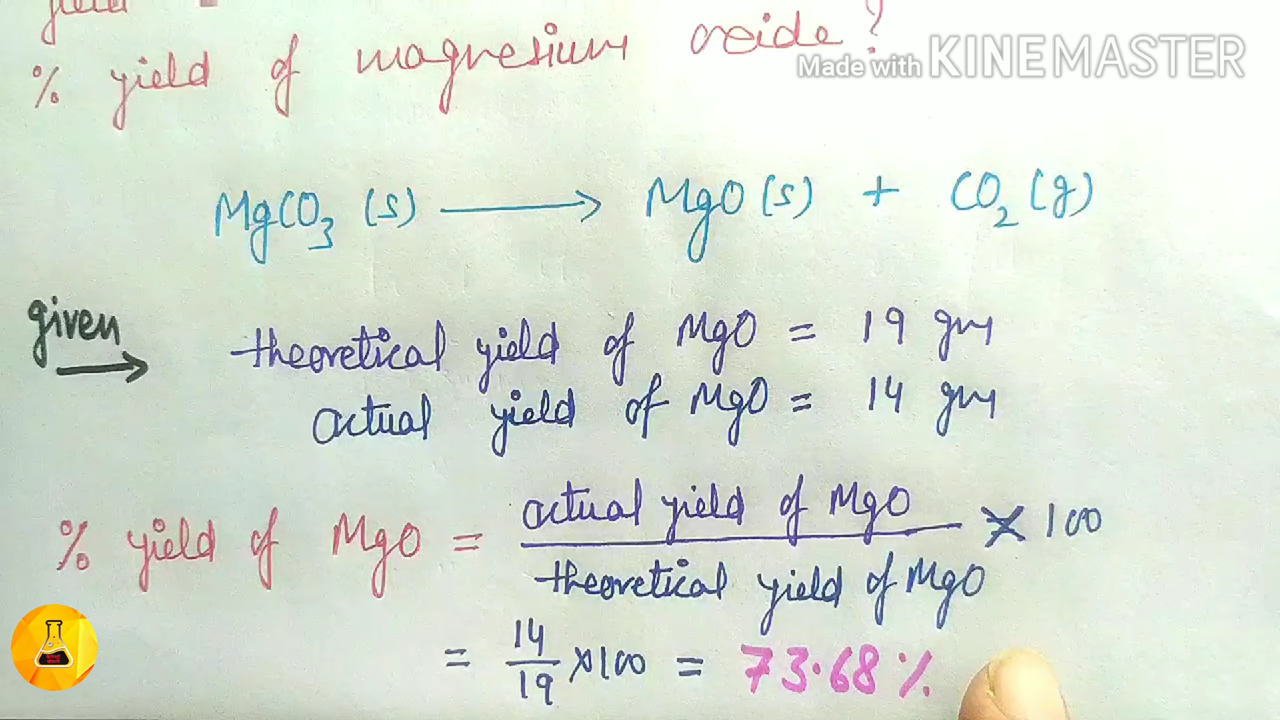 yield =
% yield of magnesium oxide?
Made with KINEMASTER
MgCO₃ (s) ⟶ MgO (s) + CO₂ (g)
given → theoretical yield of MgO = 19 gm
actual yield of MgO = 14 gm
% yield of MgO = actual yield of MgO × 100
theoretical yield of MgO
= 14/19 × 100 = 73.68 %